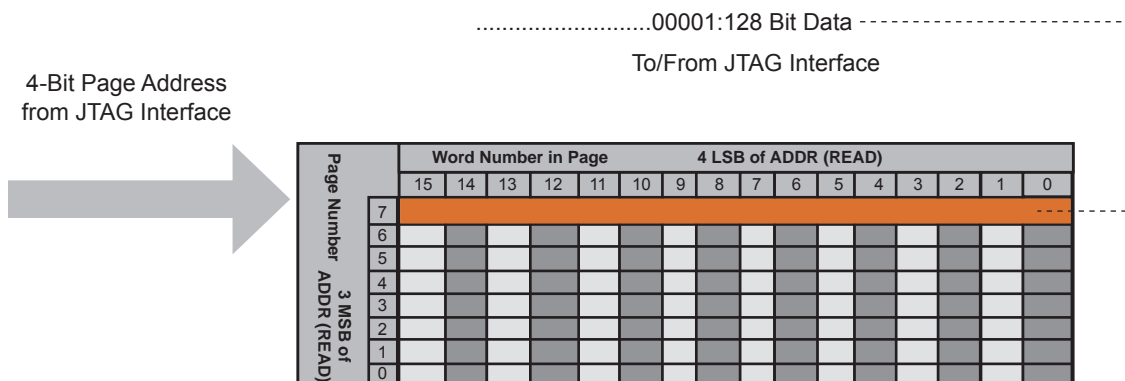 ...........................00001:128 Bit Data
To/From JTAG Interface
4-Bit Page Address
from JTAG Interface
Word Number in Page 4 LSB of ADDR (READ)
15 14 13 12 11 10 9 8 7 6 5 4 3 2 1 0
Page Number
3 MSB of
ADDR (READ)
7
6
5
4
3
2
1
0